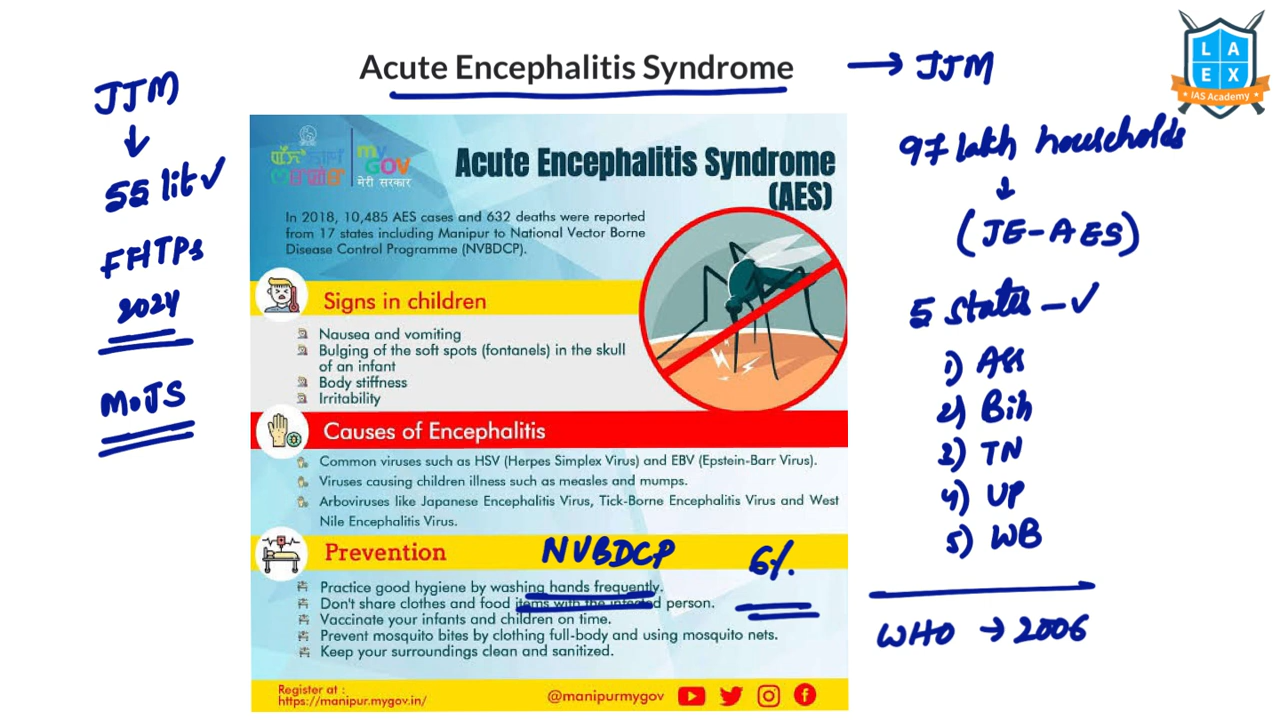 Acute Encephalitis Syndrome
→ JJM
L A
E X
IAS Academy
JJM
↓
55 lit ✓
FHTPs
2024
MoJS
my
GOV
मेरी सरकार
Acute Encephalitis Syndrome
(AES)
In 2018, 10,485 AES cases and 632 deaths were reported
from 17 states including Manipur to National Vector Borne
Disease Control Programme (NVBDCP).
Signs in children
Nausea and vomiting
Bulging of the soft spots (fontanels) in the skull
of an infant
Body stiffness
Irritability
Causes of Encephalitis
Common viruses such as HSV (Herpes Simplex Virus) and EBV (Epstein-Barr Virus).
Viruses causing children illness such as measles and mumps.
Arboviruses like Japanese Encephalitis Virus, Tick-Borne Encephalitis Virus and West
Nile Encephalitis Virus.
Prevention
NVBDCP
6%.
Practice good hygiene by washing hands frequently.
Don't share clothes and food items with the infected person.
Vaccinate your infants and children on time.
Prevent mosquito bites by clothing full-body and using mosquito nets.
Keep your surroundings clean and sanitized.
Register at :
https://manipur.mygov.in/
@manipurmygov
97 lakh households
↓
(JE-AES)
5 states - ✓
1) Ass
2) Bih
3) TN
4) UP
5) WB
WHO → 2006